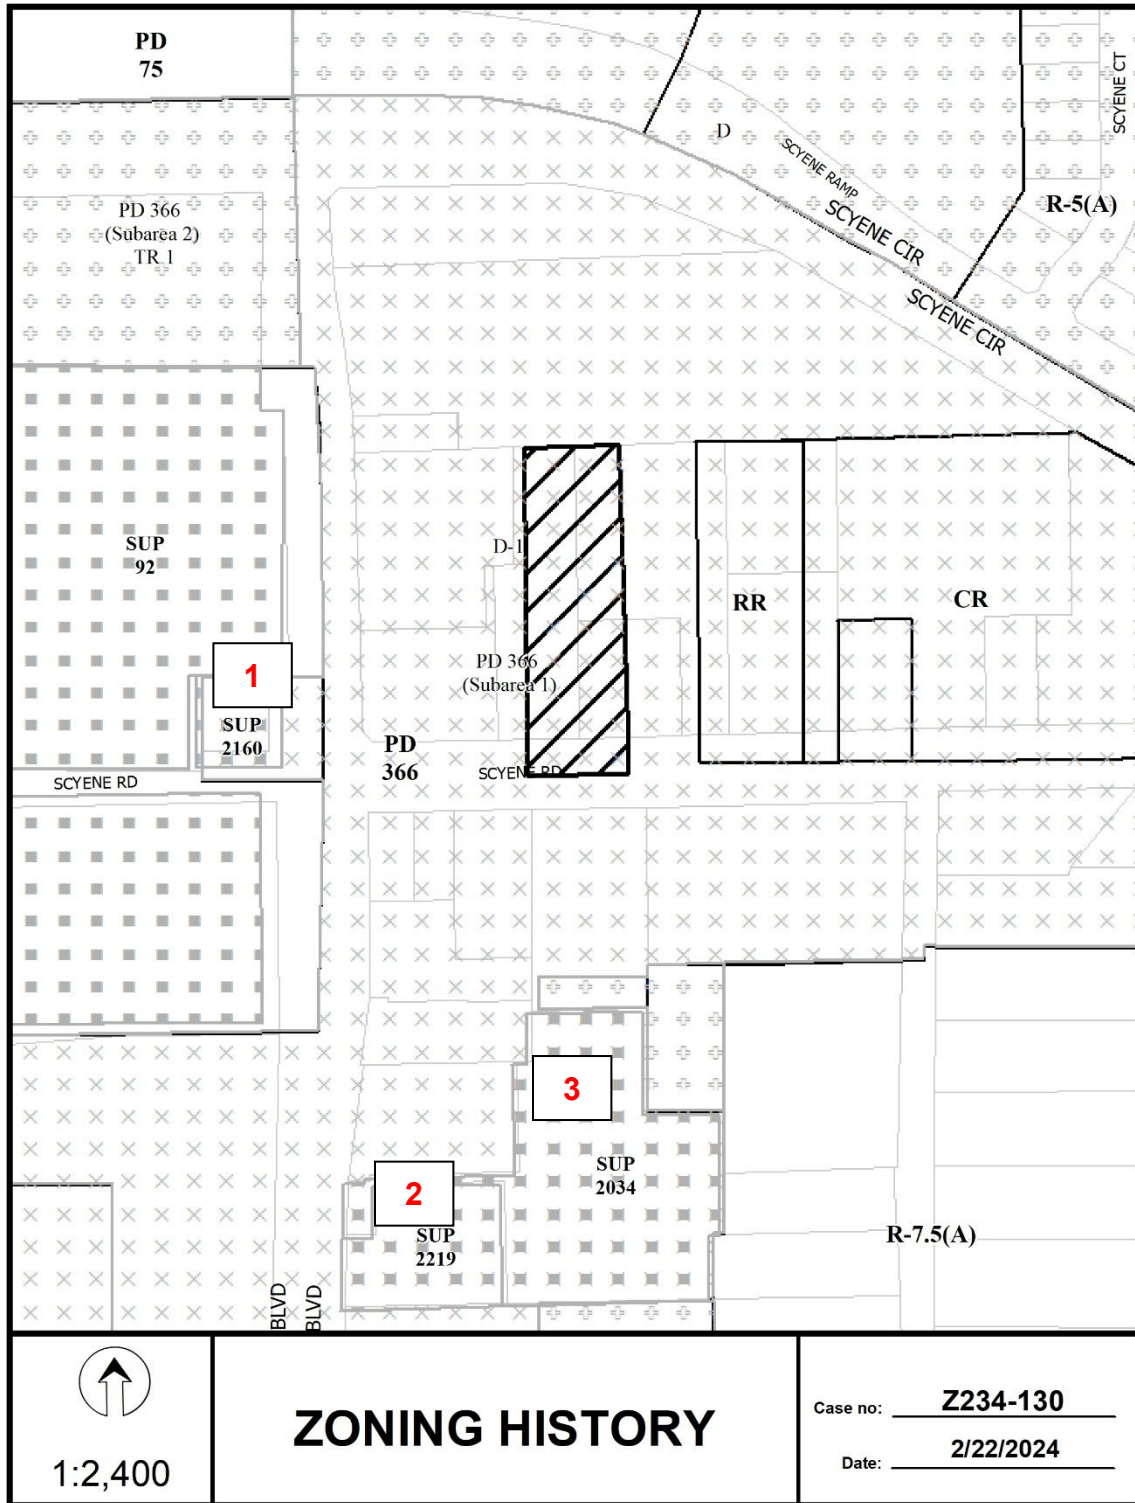 PD
75
SCYENE CT
D
SCYENE RAMP
SCYENE CIR
R-5(A)
PD 366
(Subarea 2)
TR 1
SCYENE CIR
SUP
92
D-1
RR
CR
1
PD 366
(Subarea 1)
SUP
2160
PD
366
SCYENE RD
SCYENE RD
3
SUP
2034
2
SUP
2219
R-7.5(A)
BLVD
BLVD
1:2,400
ZONING HISTORY
Case no: Z234-130
Date: 2/22/2024